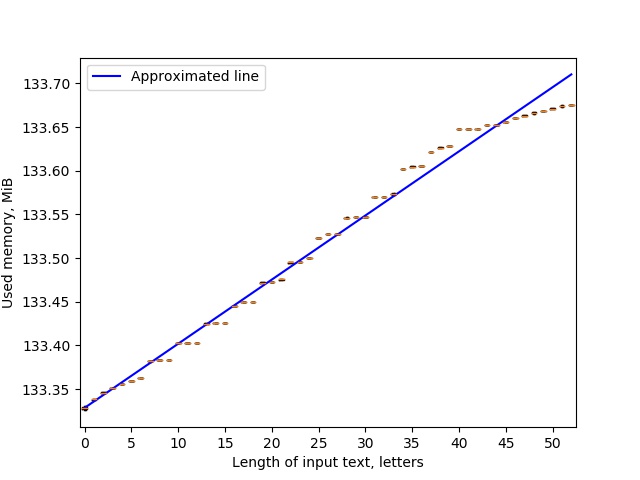 Approximated line
133.70
133.65
133.60
133.55
133.50
133.45
133.40
133.35
Used memory, MiB
0 5 10 15 20 25 30 35 40 45 50
Length of input text, letters